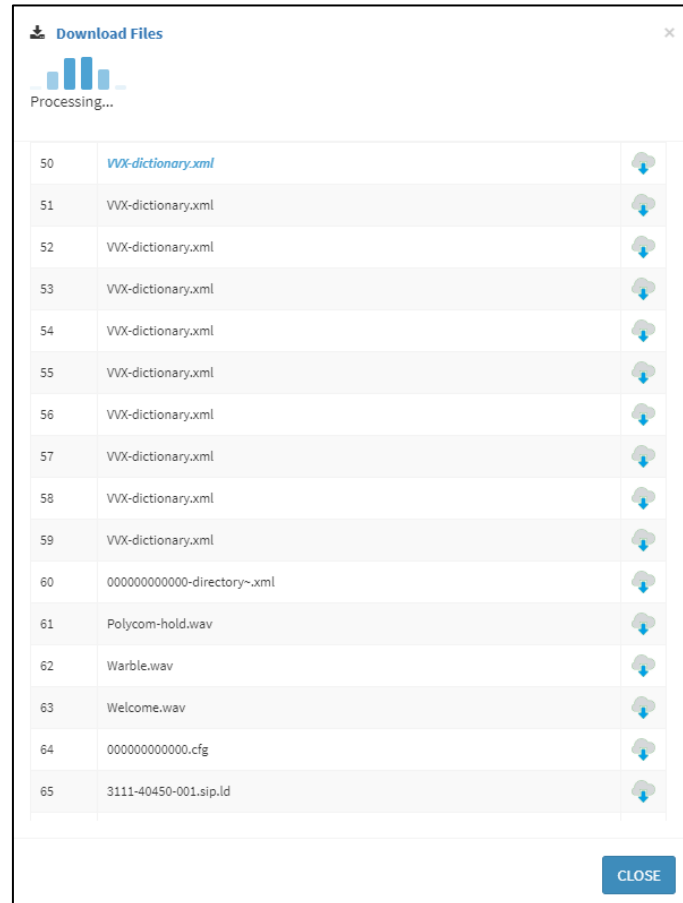 Download Files ×
Processing...
50 VVX-dictionary.xml
51 VVX-dictionary.xml
52 VVX-dictionary.xml
53 VVX-dictionary.xml
54 VVX-dictionary.xml
55 VVX-dictionary.xml
56 VVX-dictionary.xml
57 VVX-dictionary.xml
58 VVX-dictionary.xml
59 VVX-dictionary.xml
60 000000000000-directory~.xml
61 Polycom-hold.wav
62 Warble.wav
63 Welcome.wav
64 000000000000.cfg
65 3111-40450-001.sip.ld
CLOSE